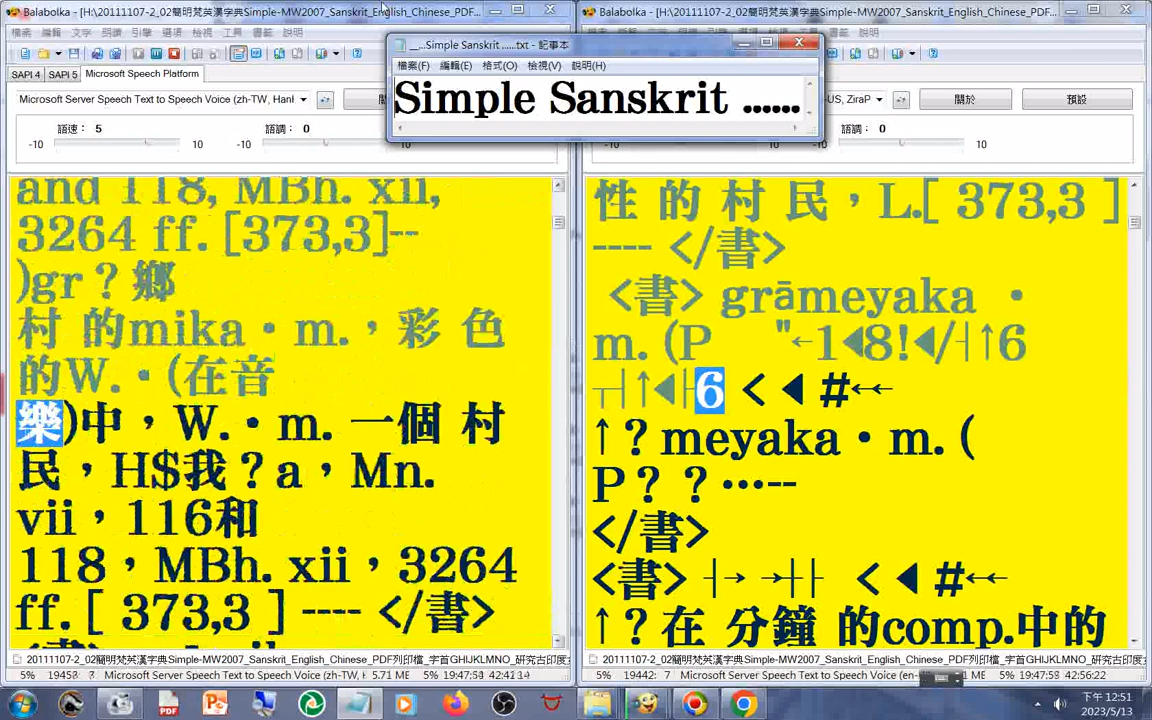 Balabolka - [H:\20111107-2_02簡明梵英漢字典Simple-MW2007_Sanskrit_English_Chinese_PDF...
Balabolka - [H:\20111107-2_02簡明梵英漢字典Simple-MW2007_Sanskrit_English_Chinese_PDF...
__...Simple Sanskrit ......txt - 記事本
檔案(F) 編輯(E) 格式(O) 檢視(V) 說明(H)
Simple Sanskrit ......
SAPI 4 SAPI 5 Microsoft Speech Platform
Microsoft Server Speech Text to Speech Voice (zh-TW, HanH
-US, ZiraP
關於 預設
語速: 5 語調: 0
-10 10 -10
語調: 0
10 -10 10
and 118, MBh. xii,
3264 ff. [373,3]--
)gr？鄉
村 的mika・m.，彩 色
的W.・(在音
樂)中，W.・m. 一個 村
民，H$我？a，Mn.
vii，116和
118，MBh. xii，3264
ff. [ 373,3 ] ---- </書>
性 的 村 民，L.[ 373,3 ]
---- </書>
<書> grāmeyaka ・
m. (P "←1◀8!◀/┤↑6
┬┤↑◀├6 < ◀ #←←
↑？meyaka・m. (
P？？…--
</書>
<書> ┤→ →┤├ < ◀ #←←
↑？在 分鐘 的comp.中的
20111107-2_02簡明梵英漢字典Simple-MW2007_Sanskrit_English_Chinese_PDF列印檔_字首GHIJKLMNO_研究古印度
20111107-2_02簡明梵英漢字典Simple-MW2007_Sanskrit_English_Chinese_PDF列印檔_字首GHIJKLMNO_研究古印度
5% Microsoft Server Speech Text to Speech Voice (zh-TW, H 5.71 MB 19:47:58
5% 19442: 7 Microsoft Server Speech Text to Speech Voice (en- 19:47:59 42:56:22
下午 12:51
2023/5/13